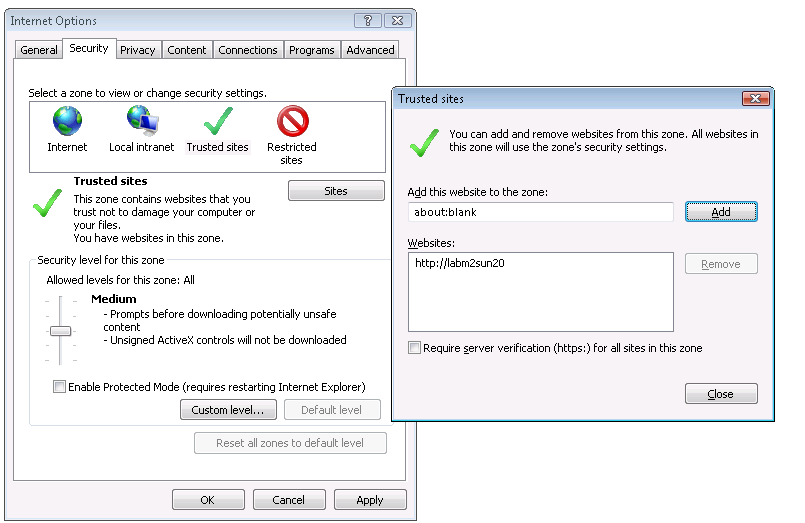 Internet Options
?
General Security Privacy Content Connections Programs Advanced
Select a zone to view or change security settings.
Internet
Local intranet
Trusted sites
Restricted
sites
Trusted sites
Sites
This zone contains websites that you
trust not to damage your computer or
your files.
You have websites in this zone.
Security level for this zone
Allowed levels for this zone: All
Medium
- Prompts before downloading potentially unsafe
content
- Unsigned ActiveX controls will not be downloaded
Enable Protected Mode (requires restarting Internet Explorer)
Custom level...
Default level
Reset all zones to default level
OK
Cancel
Apply
Trusted sites
You can add and remove websites from this zone. All websites in
this zone will use the zone's security settings.
Add this website to the zone:
about:blank
Add
Websites:
http://labm2sun20
Remove
Require server verification (https:) for all sites in this zone
Close